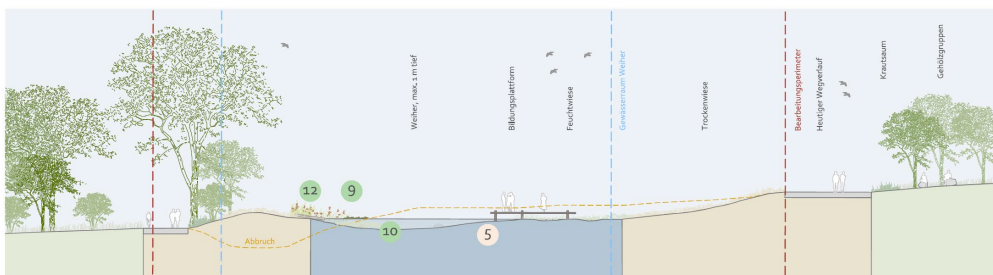 Weiher, max. 1 m tief
Bildungsplattform
Feuchtwiese
Gewässerraum Weiher
Trockenwiese
Bearbeitungsperimeter
Heutiger Wegverlauf
Krautsaum
Gehölzgruppen
12
9
10
5
Abbruch